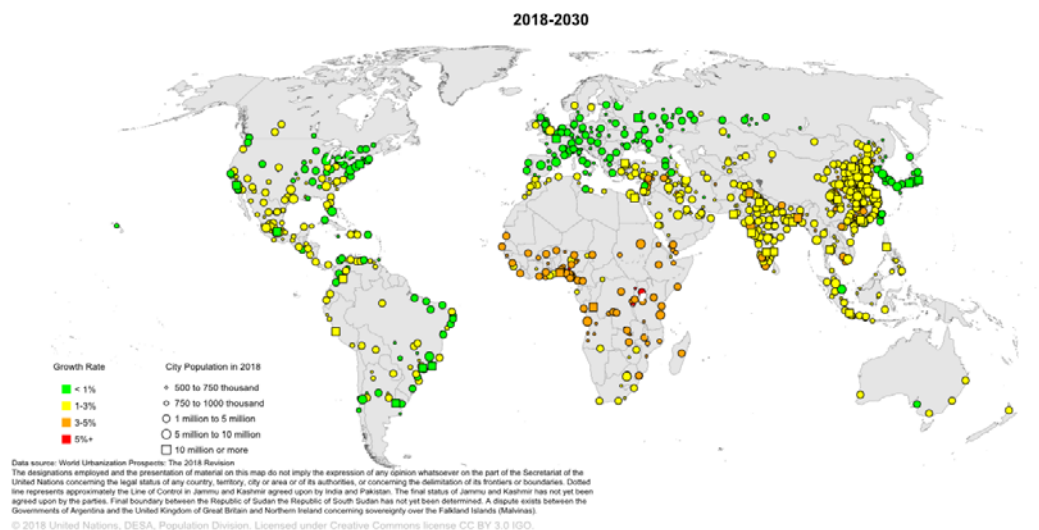 2018-2030
Growth Rate
< 1%
1-3%
3-5%
5%+
City Population in 2018
500 to 750 thousand
750 to 1000 thousand
1 million to 5 million
5 million to 10 million
10 million or more
Data source: World Urbanization Prospects: The 2018 Revision
The designations employed and the presentation of material on this map do not imply the expression of any opinion whatsoever on the part of the Secretariat of the
United Nations concerning the legal status of any country, territory, city or area or of its authorities, or concerning the delimitation of its frontiers or boundaries. Dotted
line represents approximately the Line of Control in Jammu and Kashmir agreed upon by India and Pakistan. The final status of Jammu and Kashmir has not yet been
agreed upon by the parties. Final boundary between the Republic of Sudan the Republic of South Sudan has not yet been determined. A dispute exists between the
Governments of Argentina and the United Kingdom of Great Britain and Northern Ireland concerning sovereignty over the Falkland Islands (Malvinas).
© 2018 United Nations, DESA, Population Division. Licensed under Creative Commons license CC BY 3.0 IGO.